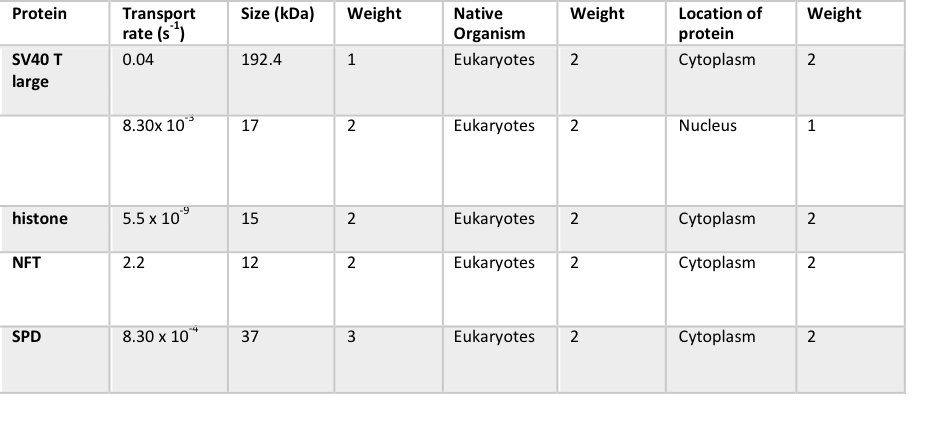 Protein Transport rate (s⁻¹) Size (kDa) Weight Native Organism Weight Location of protein Weight
SV40 T large 0.04 192.4 1 Eukaryotes 2 Cytoplasm 2
8.30x 10⁻³ 17 2 Eukaryotes 2 Nucleus 1
histone 5.5 x 10⁻⁹ 15 2 Eukaryotes 2 Cytoplasm 2
NFT 2.2 12 2 Eukaryotes 2 Cytoplasm 2
SPD 8.30 x 10⁻⁴ 37 3 Eukaryotes 2 Cytoplasm 2